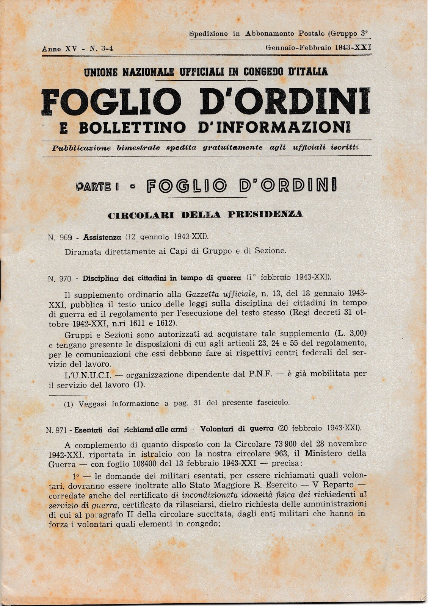 Spedizione in Abbonamento Postale (Gruppo 3°
Anno XV - N. 3-4 Gennaio-Febbraio 1943-XXI
UNIONE NAZIONALE UFFICIALI IN CONGEDO D'ITALIA
FOGLIO D'ORDINI
E BOLLETTINO D'INFORMAZIONI
Pubblicazione bimestrale spedita gratuitamente agli ufficiali iscritti
PARTE I - FOGLIO D'ORDINI
CIRCOLARI DELLA PRESIDENZA
N. 969 - Assistenza (12 gennaio 1943-XXI).
Diramata direttamente ai Capi di Gruppo e di Sezione.
N. 970 - Disciplina dei cittadini in tempo di guerra (1° febbraio 1943-XXI).
Il supplemento ordinario alla Gazzetta ufficiale, n. 13, del 18 gennaio 1943-
XXI, pubblica il testo unico delle leggi sulla disciplina dei cittadini in tempo
di guerra ed il regolamento per l'esecuzione del testo stesso (Regi decreti 31 ot-
tobre 1942-XXI, n.ri 1611 e 1612).
Gruppi e Sezioni sono autorizzati ad acquistare tale supplemento (L. 3,00)
e tengano presente le disposizioni di cui agli articoli 23, 24 e 55 del regolamento,
per le comunicazioni che essi debbono fare ai rispettivi centri federali del ser-
vizio del lavoro.
L'U.N.U.C.I. — organizzazione dipendente dal P.N.F. — è già mobilitata per
il servizio del lavoro (1).
(1) Veggasi informazione a pag. 31 del presente fascicolo.
N. 971 - Esentati dai richiami alle armi - Volontari di guerra (20 febbraio 1943-XXI).
A complemento di quanto disposto con la Circolare 73900 del 28 novembre
1942-XXI, riportata in istralcio con la nostra circolare 963, il Ministero della
Guerra — con foglio 108400 del 13 febbraio 1943-XXI — precisa:
1° — le domande dei militari esentati, per essere richiamati quali volon-
tari, dovranno essere inoltrate allo Stato Maggiore R. Esercito — V Reparto —
corredate anche del certificato di incondizionata idoneità fisica dei richiedenti al
servizio di guerra, certificato da rilasciarsi, dietro richiesta delle amministrazioni
di cui al paragrafo II della circolare succitata, dagli enti militari che hanno in
forza i volontari quali elementi in congedo;